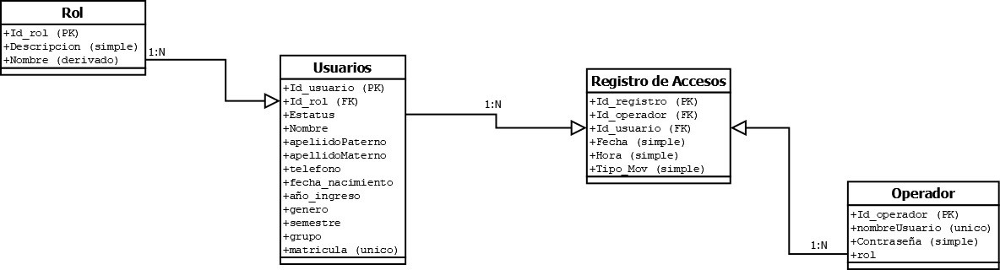 Rol
+Id_rol (PK)
+Descripcion (simple)
+Nombre (derivado)
1:N
Usuarios
+Id_usuario (PK)
+Id_rol (FK)
+Estatus
+Nombre
+apeliidoPaterno
+apellidoMaterno
+telefono
+fecha_nacimiento
+año_ingreso
+genero
+semestre
+grupo
+matricula (unico)
1:N
Registro de Accesos
+Id_registro (PK)
+Id_operador (FK)
+Id_usuario (FK)
+Fecha (simple)
+Hora (simple)
+Tipo_Mov (simple)
1:N
Operador
+Id_operador (PK)
+nombreUsuario (unico)
+Contraseña (simple)
+rol